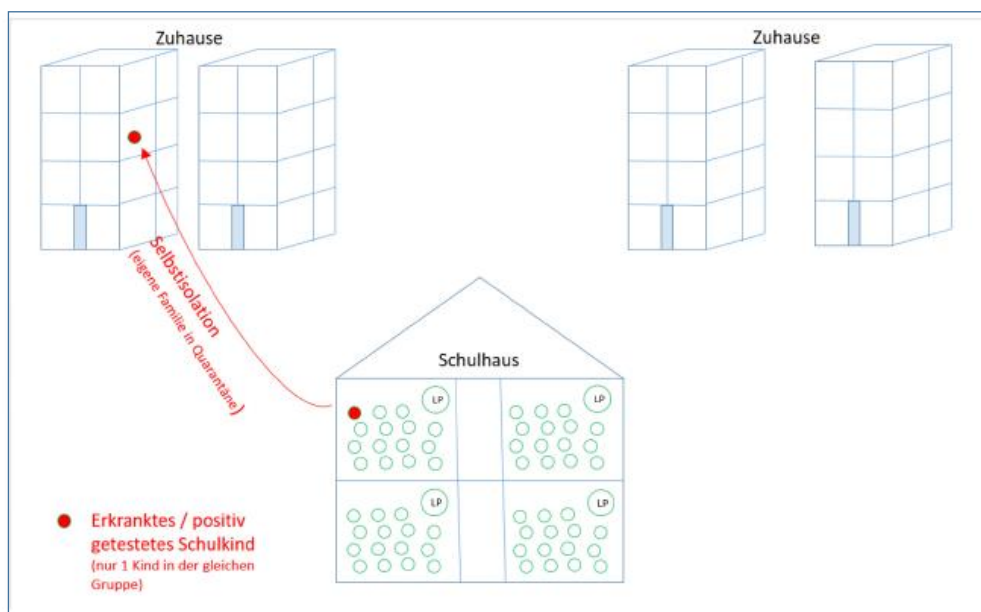 Zuhause
Zuhause
Selbstisolation
(eigene Familie in Quarantäne)
Schulhaus
LP
LP
LP
LP
Erkranktes / positiv
getestetes Schulkind
(nur 1 Kind in der gleichen
Gruppe)